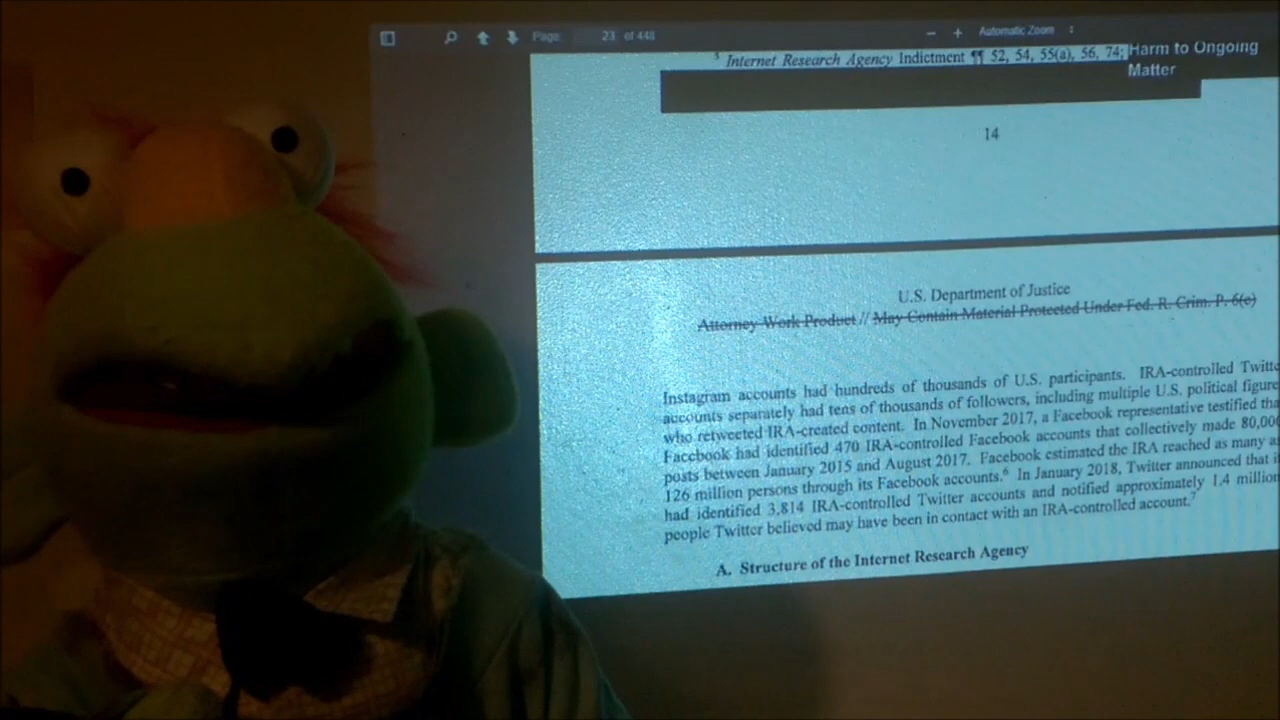 Page 23 of 448 − + Automatic Zoom
5 Internet Research Agency Indictment ¶¶ 52, 54, 55(a), 56, 74; Harm to Ongoing
Matter
14
U.S. Department of Justice
Attorney Work Product // May Contain Material Protected Under Fed. R. Crim. P. 6(e)
Instagram accounts had hundreds of thousands of U.S. participants. IRA-controlled Twitte
accounts separately had tens of thousands of followers, including multiple U.S. political figure
who retweeted IRA-created content. In November 2017, a Facebook representative testified tha
Facebook had identified 470 IRA-controlled Facebook accounts that collectively made 80,000
posts between January 2015 and August 2017. Facebook estimated the IRA reached as many a
126 million persons through its Facebook accounts.6 In January 2018, Twitter announced that i
had identified 3,814 IRA-controlled Twitter accounts and notified approximately 1.4 million
people Twitter believed may have been in contact with an IRA-controlled account.7
A. Structure of the Internet Research Agency